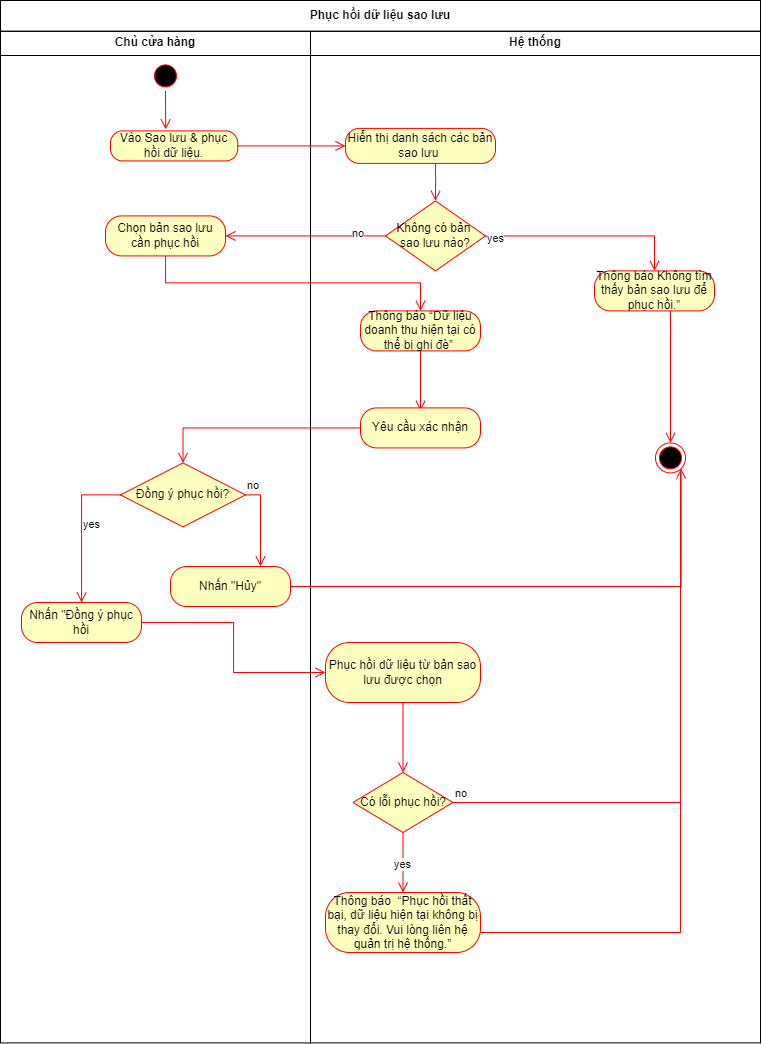 Phục hồi dữ liệu sao lưu
Chủ cửa hàng
Hệ thống
Vào Sao lưu & phục
hồi dữ liệu.
Hiển thị danh sách các bản
sao lưu
Chọn bản sao lưu
cần phục hồi
no
Không có bản
sao lưu nào?
yes
Thông báo Không tìm
thấy bản sao lưu để
phục hồi.”
Thông báo “Dữ liệu
doanh thu hiện tại có
thể bị ghi đè”
Yêu cầu xác nhận
Đồng ý phục hồi?
no
yes
Nhấn "Hủy"
Nhấn "Đồng ý phục
hồi
Phục hồi dữ liệu từ bản sao
lưu được chọn
Có lỗi phục hồi?
no
yes
Thông báo “Phục hồi thất
bại, dữ liệu hiện tại không bị
thay đổi. Vui lòng liên hệ
quản trị hệ thống.”